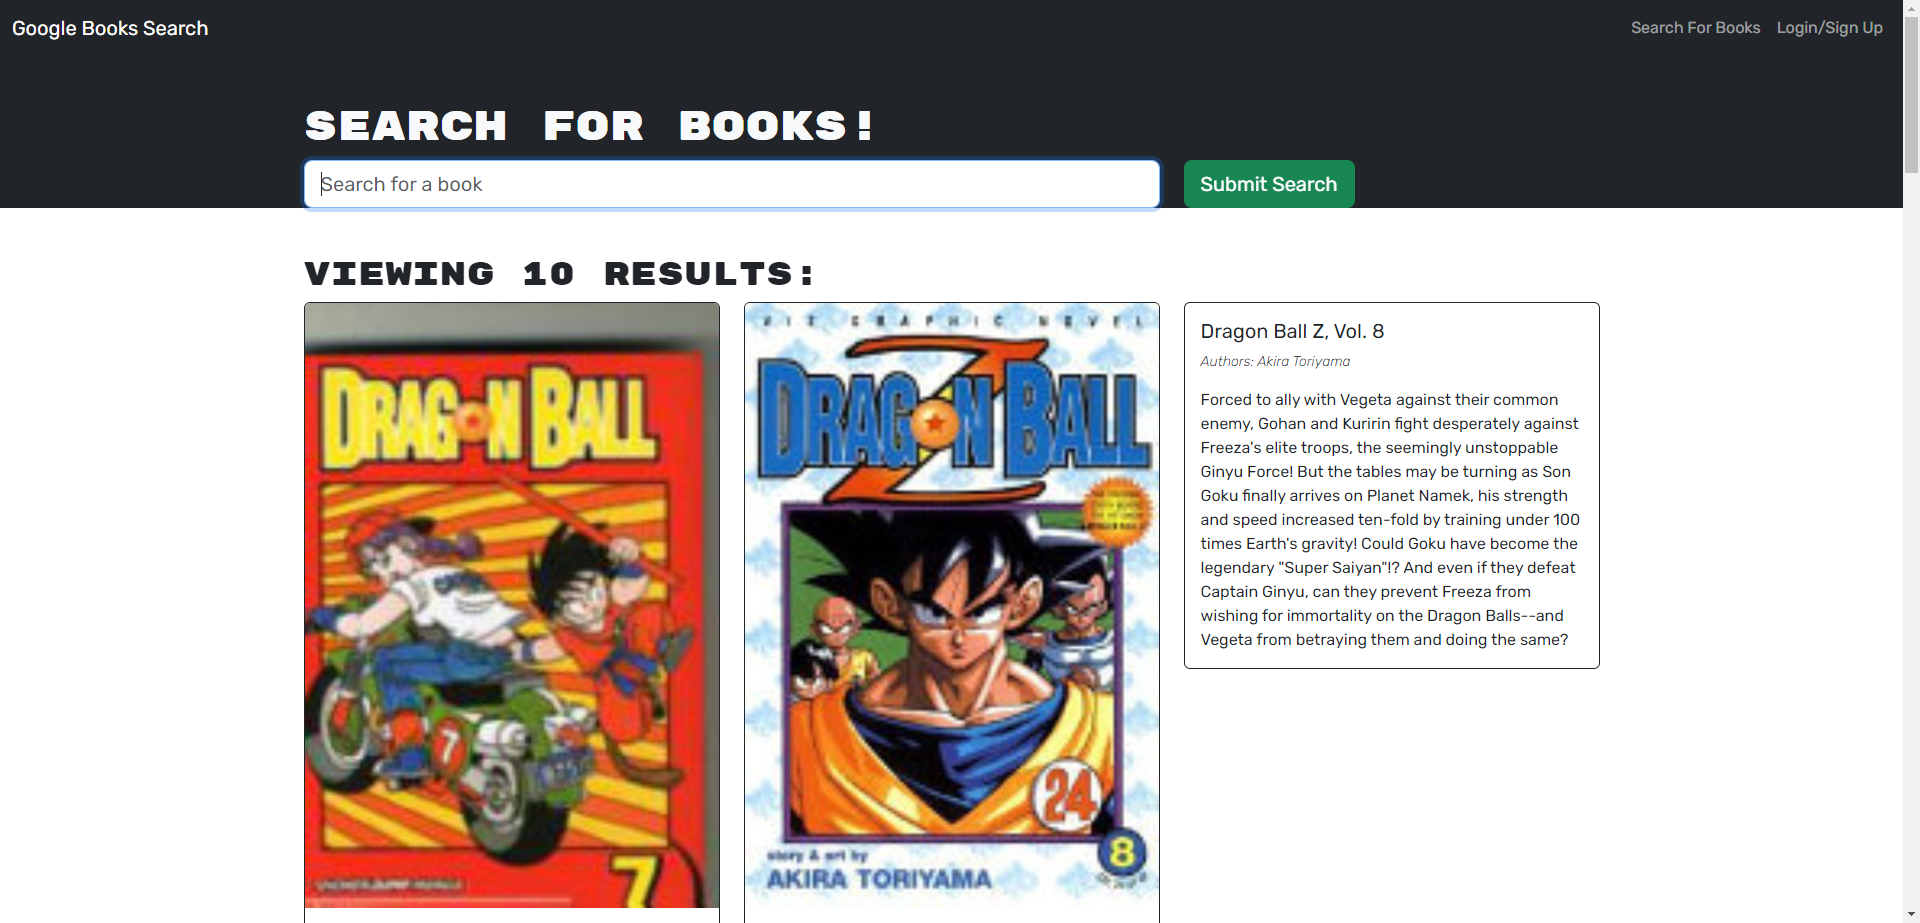 Google Books Search
Search For Books
Login/Sign Up
SEARCH FOR BOOKS!
Search for a book
Submit Search
VIEWING 10 RESULTS:
DRAGON BALL
7
7
VIZ GRAPHIC NOVEL
DRAGON BALL
Z
24
8
story & art by
AKIRA TORIYAMA
Dragon Ball Z, Vol. 8
Authors: Akira Toriyama
Forced to ally with Vegeta against their common
enemy, Gohan and Kuririn fight desperately against
Freeza's elite troops, the seemingly unstoppable
Ginyu Force! But the tables may be turning as Son
Goku finally arrives on Planet Namek, his strength
and speed increased ten-fold by training under 100
times Earth's gravity! Could Goku have become the
legendary "Super Saiyan"!? And even if they defeat
Captain Ginyu, can they prevent Freeza from
wishing for immortality on the Dragon Balls--and
Vegeta from betraying them and doing the same?